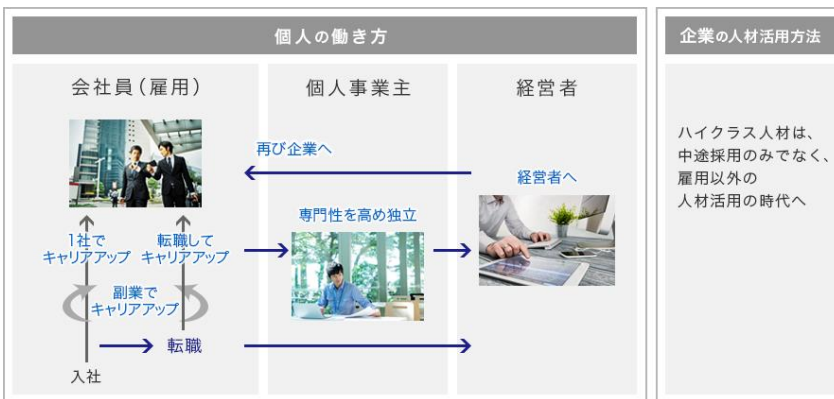 個人の働き方
会社員(雇用)
個人事業主
経営者
再び企業へ
経営者へ
専門性を高め独立
1社で
キャリアアップ
転職して
キャリアアップ
副業で
キャリアアップ
転職
入社
企業の人材活用方法
ハイクラス人材は、
中途採用のみでなく、
雇用以外の
人材活用の時代へ